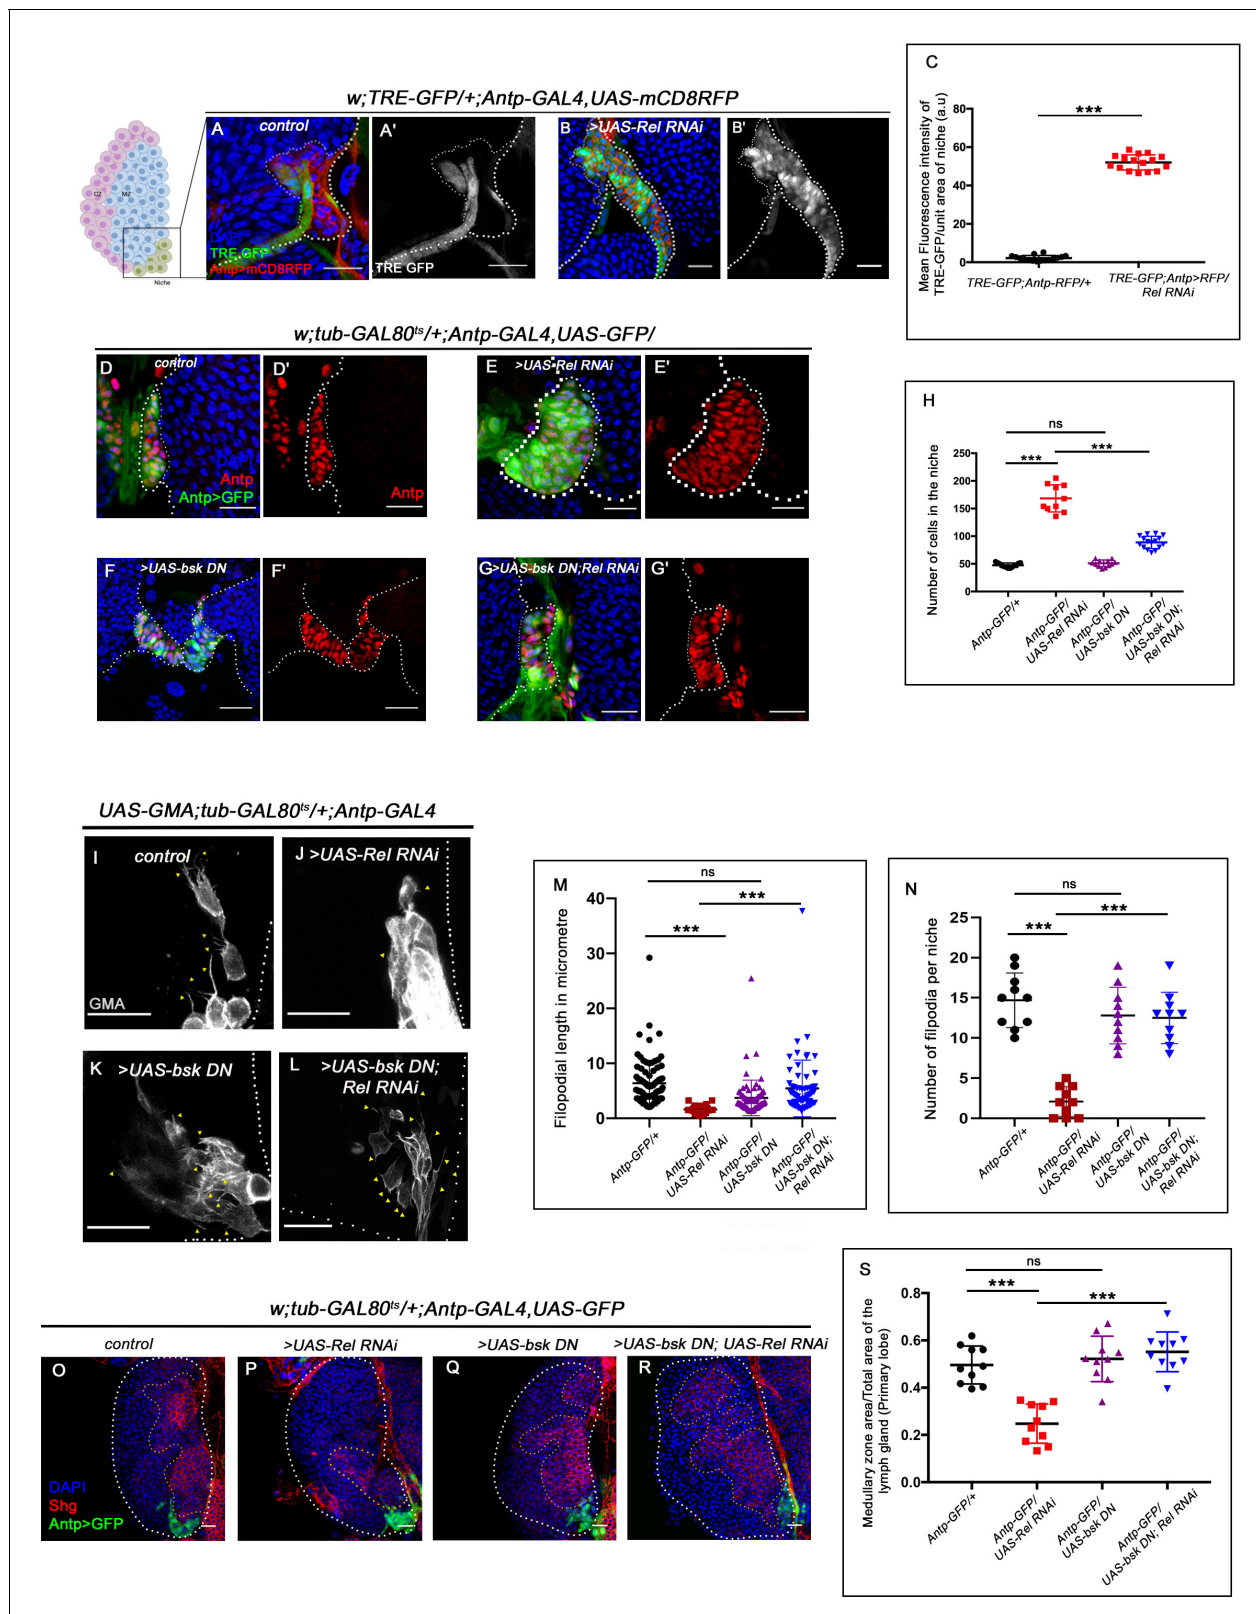 w;TRE-GFP/+;Antp-GAL4,UAS-mCD8RFP
CZ
MZ
Niche
A
control
TRE GFP
Antp>mCD8RFP
A'
TRE GFP
B
>UAS-Rel RNAi
B'
C
Mean Fluorescence intensity of
TRE-GFP/unit area of niche (a.u)
80
60
40
20
0
***
TRE-GFP;Antp-RFP/+
TRE-GFP;Antp>RFP/
Rel RNAi
w;tub-GAL80ts/+;Antp-GAL4,UAS-GFP/
D
control
DAPI
Antp
Antp>GFP
D'
Antp
E
>UAS-Rel RNAi
E'
F
>UAS-bsk DN
F'
G
>UAS-bsk DN;Rel RNAi
G'
H
Number of cells in the niche
250
200
150
100
50
0
ns
***
***
Antp-GFP/+
Antp-GFP/
UAS-Rel RNAi
Antp-GFP/
UAS-bsk DN
Antp-GFP/
UAS-bsk DN;
Rel RNAi
UAS-GMA;tub-GAL80ts/+;Antp-GAL4
I
control
GMA
J
>UAS-Rel RNAi
K
>UAS-bsk DN
L
>UAS-bsk DN;
Rel RNAi
M
Filopodial length in micrometre
40
30
20
10
0
ns
***
***
Antp-GFP/+
Antp-GFP/
UAS-Rel RNAi
Antp-GFP/
UAS-bsk DN
Antp-GFP/
UAS-bsk DN;
Rel RNAi
N
Number of filpodia per niche
25
20
15
10
5
0
ns
***
***
Antp-GFP/+
Antp-GFP/
UAS-Rel RNAi
Antp-GFP/
UAS-bsk DN
Antp-GFP/
UAS-bsk DN;
Rel RNAi
w;tub-GAL80ts/+;Antp-GAL4,UAS-GFP
control
>UAS-Rel RNAi
>UAS-bsk DN
>UAS-bsk DN; UAS-Rel RNAi
O
DAPI
Shg
Antp>GFP
P
Q
R
S
Medullary zone area/Total area of the
lymph gland (Primary lobe)
0.8
0.6
0.4
0.2
0.0
ns
***
***
Antp-GFP/+
Antp-GFP/
UAS-Rel RNAi
Antp-GFP/
UAS-bsk DN
Antp-GFP/
UAS-bsk DN; Rel RNAi